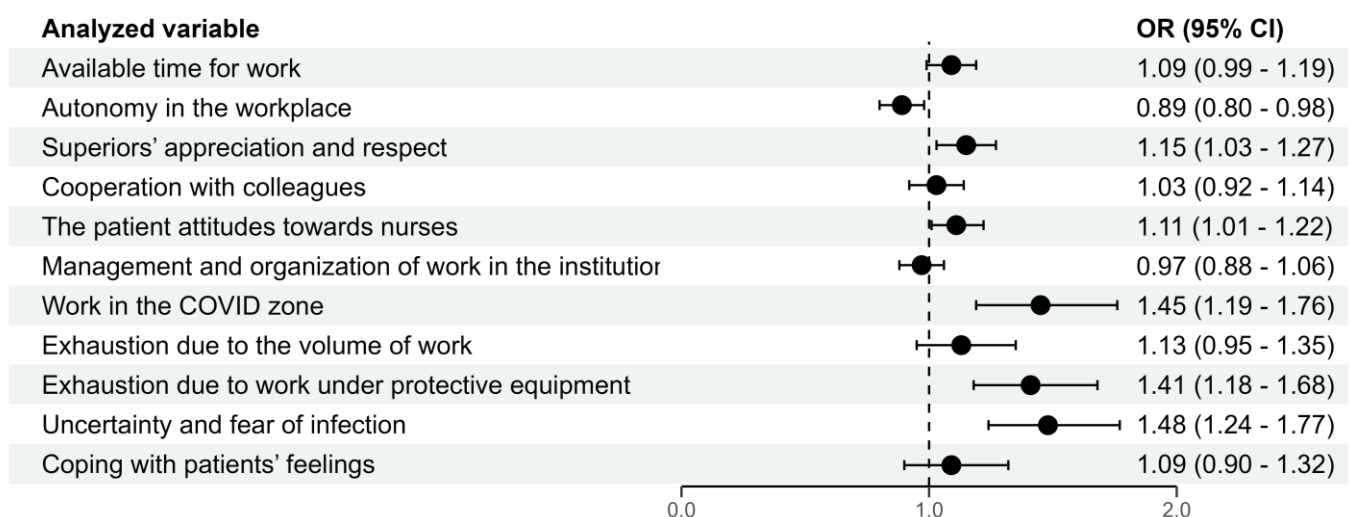 Analyzed variable OR (95% CI)
Available time for work 1.09 (0.99 - 1.19)
Autonomy in the workplace 0.89 (0.80 - 0.98)
Superiors’ appreciation and respect 1.15 (1.03 - 1.27)
Cooperation with colleagues 1.03 (0.92 - 1.14)
The patient attitudes towards nurses 1.11 (1.01 - 1.22)
Management and organization of work in the institution 0.97 (0.88 - 1.06)
Work in the COVID zone 1.45 (1.19 - 1.76)
Exhaustion due to the volume of work 1.13 (0.95 - 1.35)
Exhaustion due to work under protective equipment 1.41 (1.18 - 1.68)
Uncertainty and fear of infection 1.48 (1.24 - 1.77)
Coping with patients’ feelings 1.09 (0.90 - 1.32)
0.0 1.0 2.0